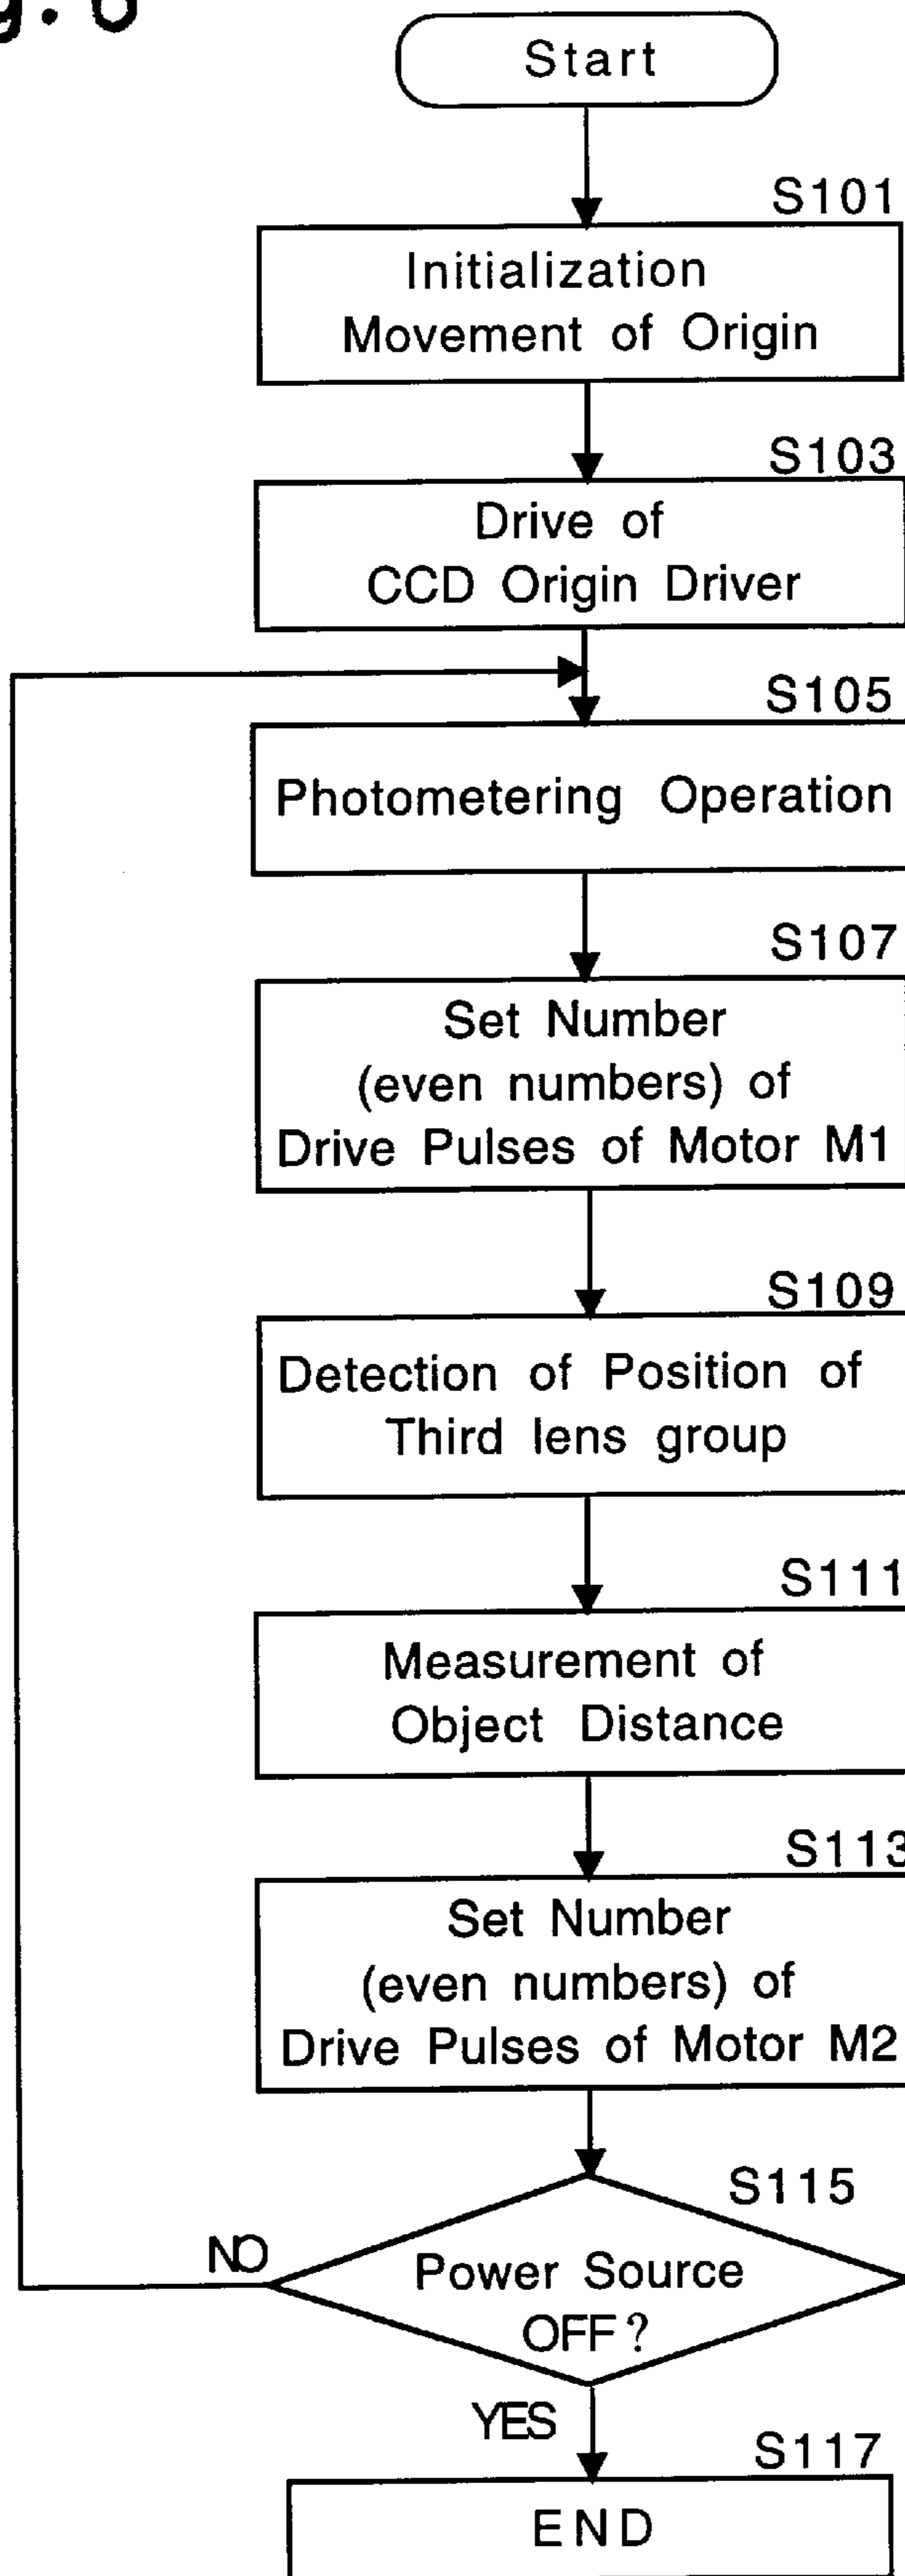 Start
S101
Initialization
Movement of Origin
S103
Drive of
CCD Origin Driver
S105
Photometering Operation
S107
Set Number
(even numbers) of
Drive Pulses of Motor M1
S109
Detection of Position of
Third lens group
S111
Measurement of
Object Distance
S113
Set Number
(even numbers) of
Drive Pulses of Motor M2
S115
NO
Power Source
OFF?
YES
S117
END